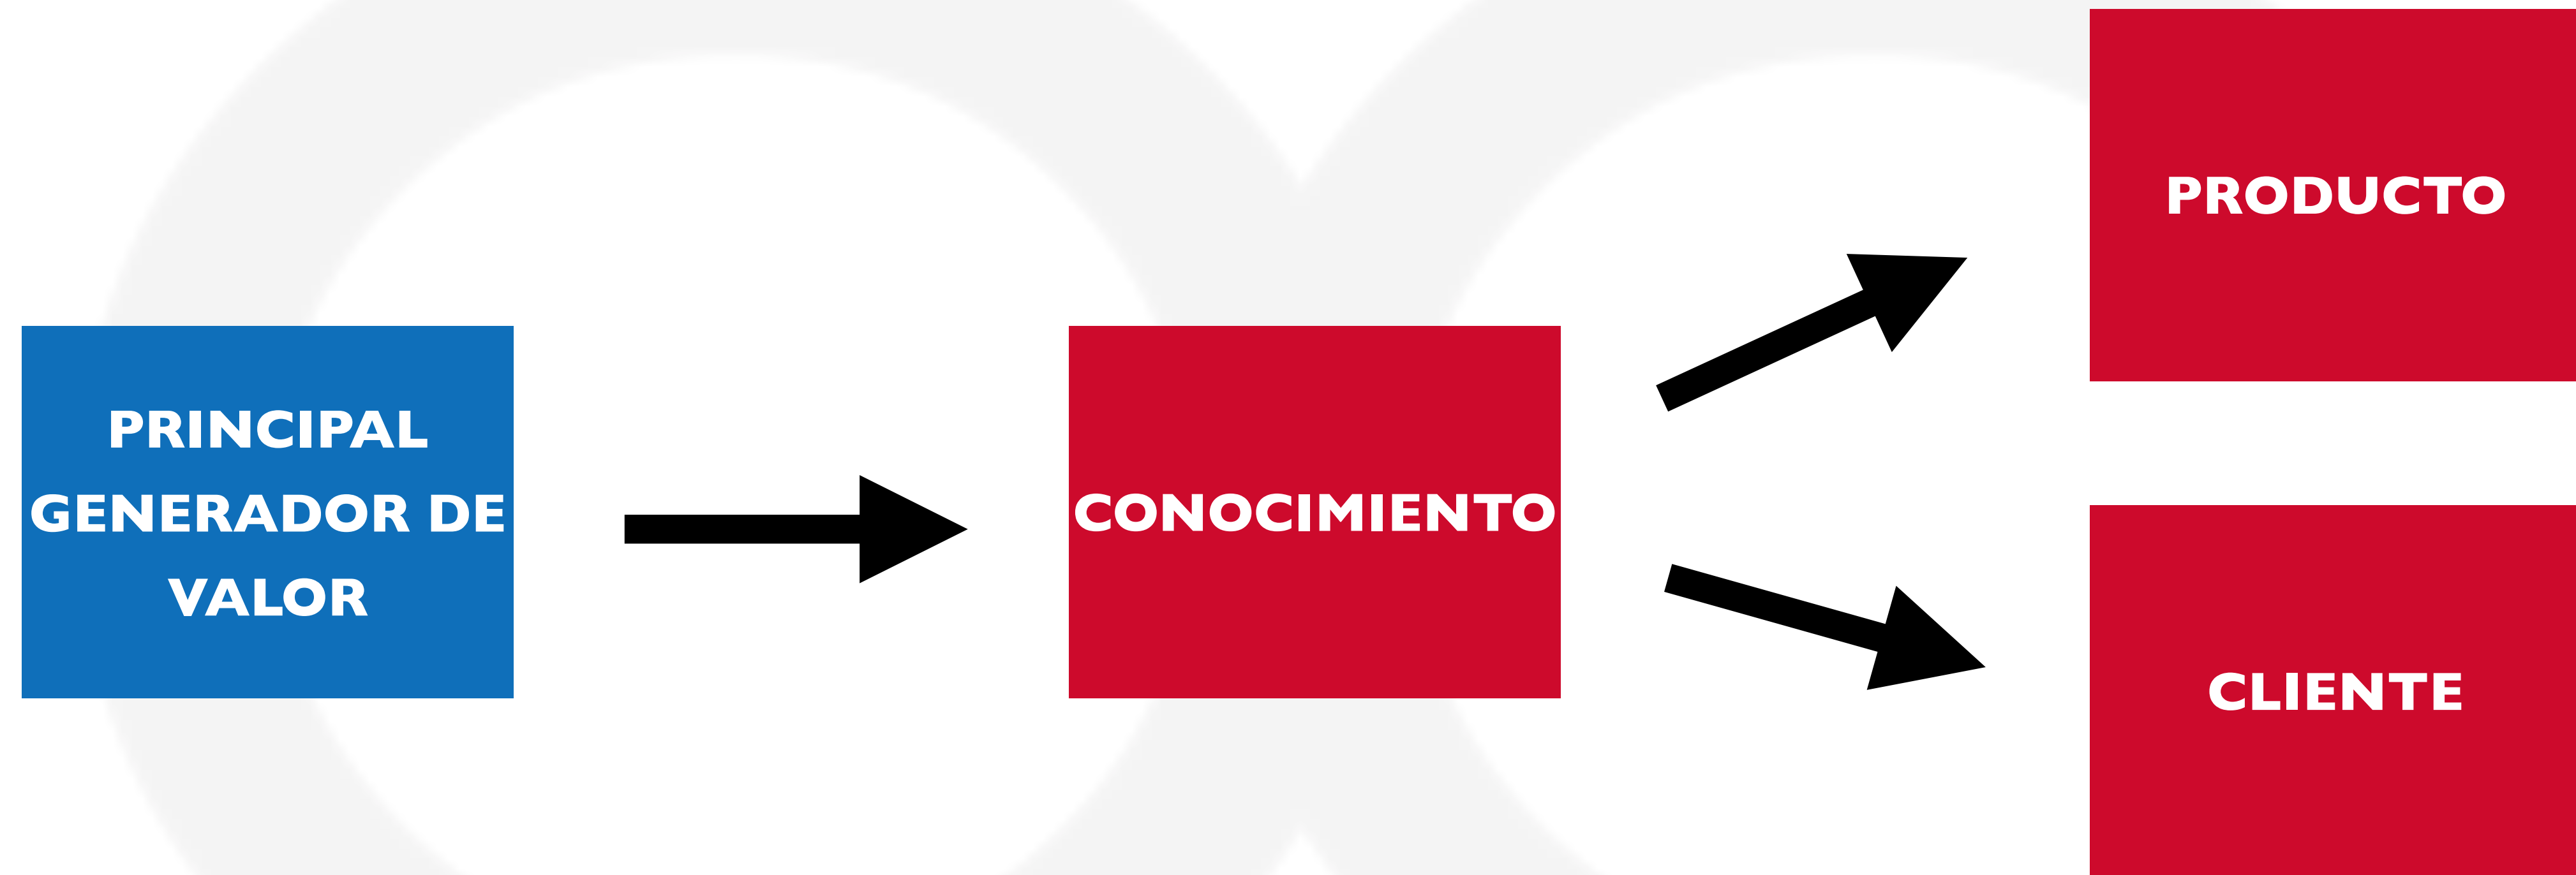 PRINCIPAL
GENERADOR DE
VALOR
CONOCIMIENTO
PRODUCTO
CLIENTE